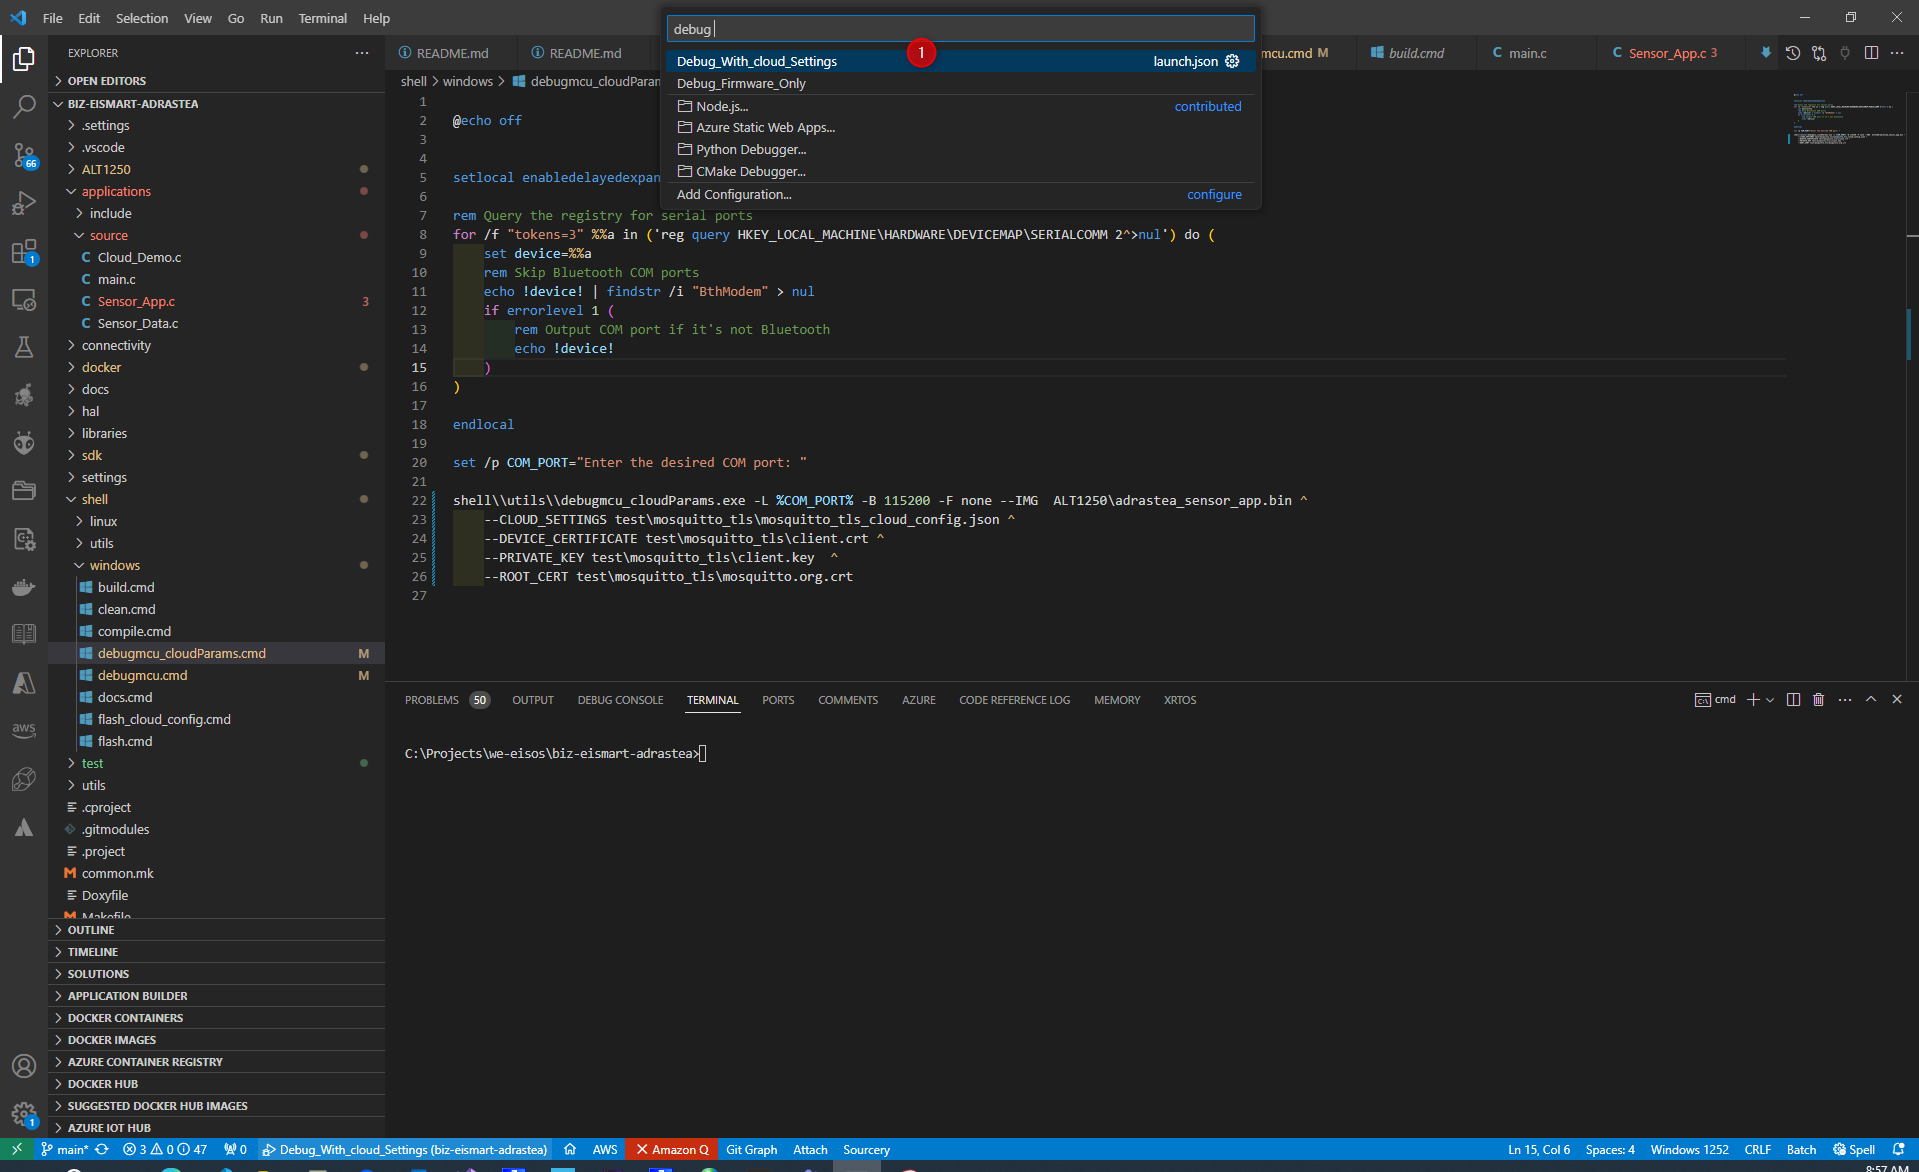 File Edit Selection View Go Run Terminal Help
debug
1
Debug_With_cloud_Settings launch.json
Debug_Firmware_Only
Node.js... contributed
Azure Static Web Apps...
Python Debugger...
CMake Debugger...
Add Configuration... configure
EXPLORER
README.md README.md mcu.cmd M build.cmd main.c Sensor_App.c 3
shell > windows > debugmcu_cloudParam
OPEN EDITORS
BIZ-EISMART-ADRASTEA
.settings
.vscode
ALT1250
applications
include
source
Cloud_Demo.c
main.c
Sensor_App.c 3
Sensor_Data.c
connectivity
docker
docs
hal
libraries
sdk
settings
shell
linux
utils
windows
build.cmd
clean.cmd
compile.cmd
debugmcu_cloudParams.cmd M
debugmcu.cmd M
docs.cmd
flash_cloud_config.cmd
flash.cmd
test
utils
.cproject
.gitmodules
.project
common.mk
Doxyfile
Makefile
OUTLINE
TIMELINE
SOLUTIONS
APPLICATION BUILDER
DOCKER CONTAINERS
DOCKER IMAGES
AZURE CONTAINER REGISTRY
DOCKER HUB
SUGGESTED DOCKER HUB IMAGES
AZURE IOT HUB
66
1
aws
1
1
2 @echo off
3
4
5 setlocal enabledelayedexpan
6
7 rem Query the registry for serial ports
8 for /f "tokens=3" %%a in ('reg query HKEY_LOCAL_MACHINE\HARDWARE\DEVICEMAP\SERIALCOMM 2^>nul') do (
9 set device=%%a
10 rem Skip Bluetooth COM ports
11 echo !device! | findstr /i "BthModem" > nul
12 if errorlevel 1 (
13 rem Output COM port if it's not Bluetooth
14 echo !device!
15 )
16 )
17
18 endlocal
19
20 set /p COM_PORT="Enter the desired COM port: "
21
22 shell\\utils\\debugmcu_cloudParams.exe -L %COM_PORT% -B 115200 -F none --IMG ALT1250\adrastea_sensor_app.bin ^
23 --CLOUD_SETTINGS test\mosquitto_tls\mosquitto_tls_cloud_config.json ^
24 --DEVICE_CERTIFICATE test\mosquitto_tls\client.crt ^
25 --PRIVATE_KEY test\mosquitto_tls\client.key ^
26 --ROOT_CERT test\mosquitto_tls\mosquitto.org.crt
27
PROBLEMS 50 OUTPUT DEBUG CONSOLE TERMINAL PORTS COMMENTS AZURE CODE REFERENCE LOG MEMORY XRTOS cmd
C:\Projects\we-eisos\biz-eismart-adrastea>
main* 3 0 47 0 Debug_With_cloud_Settings (biz-eismart-adrastea) AWS Amazon Q Git Graph Attach Sourcery Ln 15, Col 6 Spaces: 4 Windows 1252 CRLF Batch Spell
8:57 AM